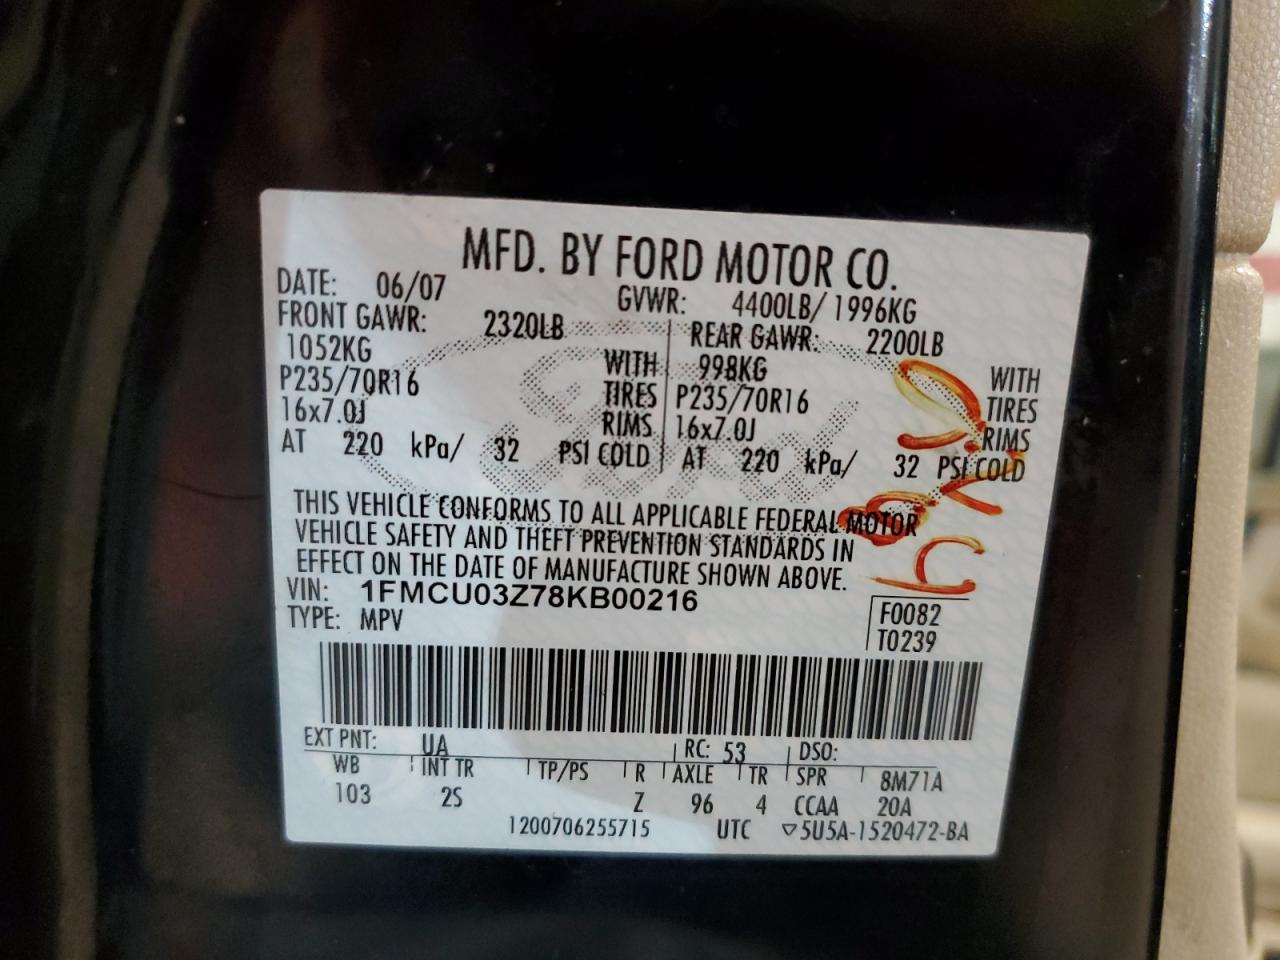 MFD. BY FORD MOTOR CO.
DATE: 06/07 GVWR: 4400LB/ 1996KG
FRONT GAWR: 2320LB REAR GAWR: 2200LB
1052KG WITH 998KG WITH
P235/70R16 TIRES P235/70R16 TIRES
16x7.0J RIMS 16x7.0J RIMS
AT 220 kPa/ 32 PSI COLD AT 220 kPa/ 32 PSI COLD
Ford
THIS VEHICLE CONFORMS TO ALL APPLICABLE FEDERAL MOTOR
VEHICLE SAFETY AND THEFT PREVENTION STANDARDS IN
EFFECT ON THE DATE OF MANUFACTURE SHOWN ABOVE.
VIN: 1FMCU03Z78KB00216
TYPE: MPV
F0082
T0239
EXT PNT: UA RC: 53 DSO:
WB INT TR TP/PS R AXLE TR SPR 8M71A
103 2S Z 96 4 CCAA 20A
1200706255715 UTC ▽5U5A-1520472-BA